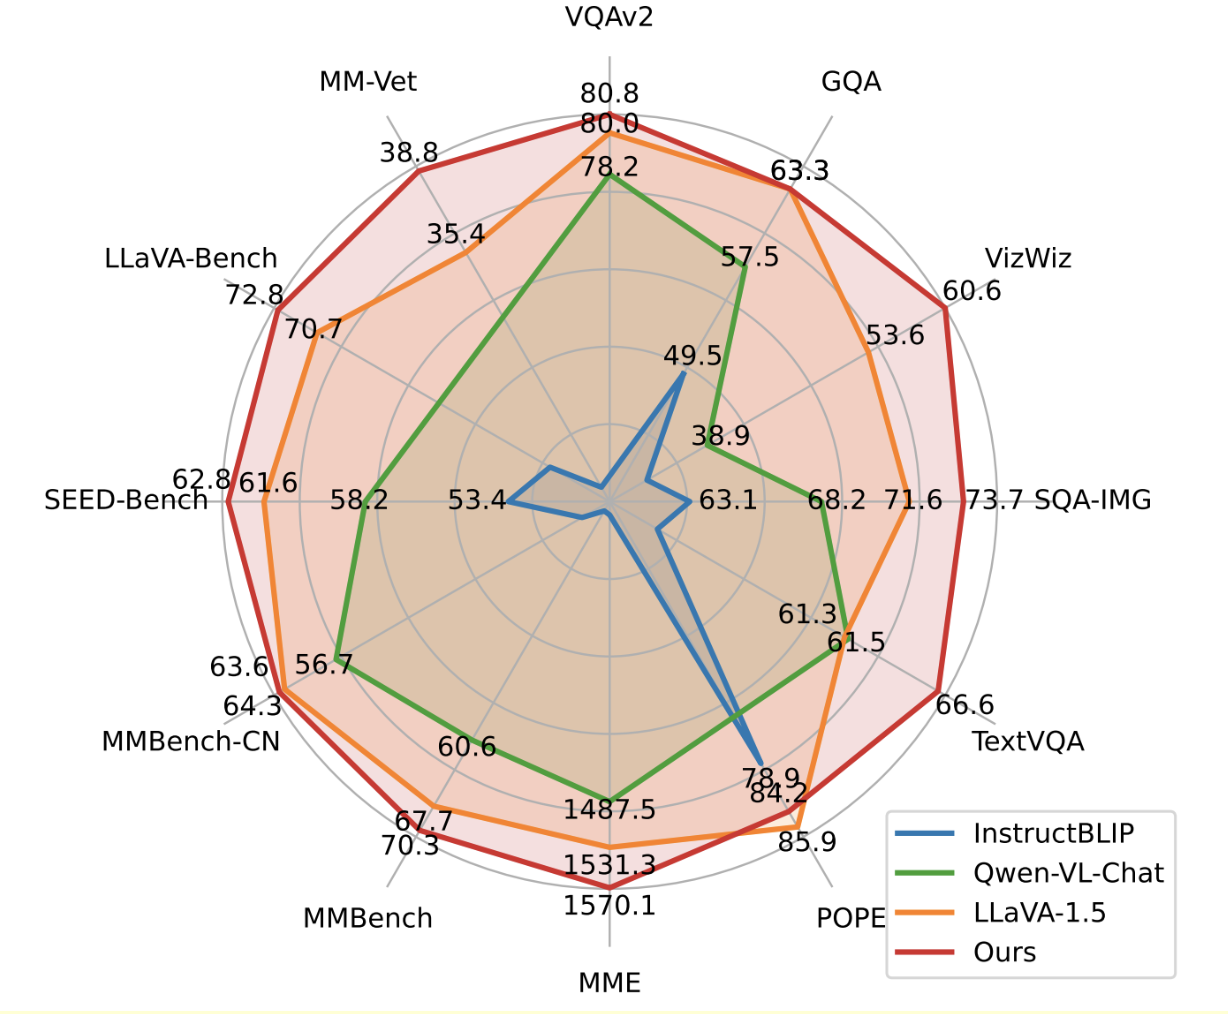 VQAv2
MM-Vet
GQA
80.8
80.0
38.8
63.3
78.2
35.4
57.5
LLaVA-Bench
VizWiz
72.8
60.6
70.7
53.6
49.5
38.9
62.8
61.6
SEED-Bench
58.2
53.4
63.1
68.2
71.6
73.7
SQA-IMG
61.3
61.5
63.6
56.7
64.3
66.6
MMBench-CN
TextVQA
60.6
78.9
84.2
1487.5
67.7
70.3
85.9
1531.3
1570.1
MMBench
POPE
MME
InstructBLIP
Qwen-VL-Chat
LLaVA-1.5
Ours